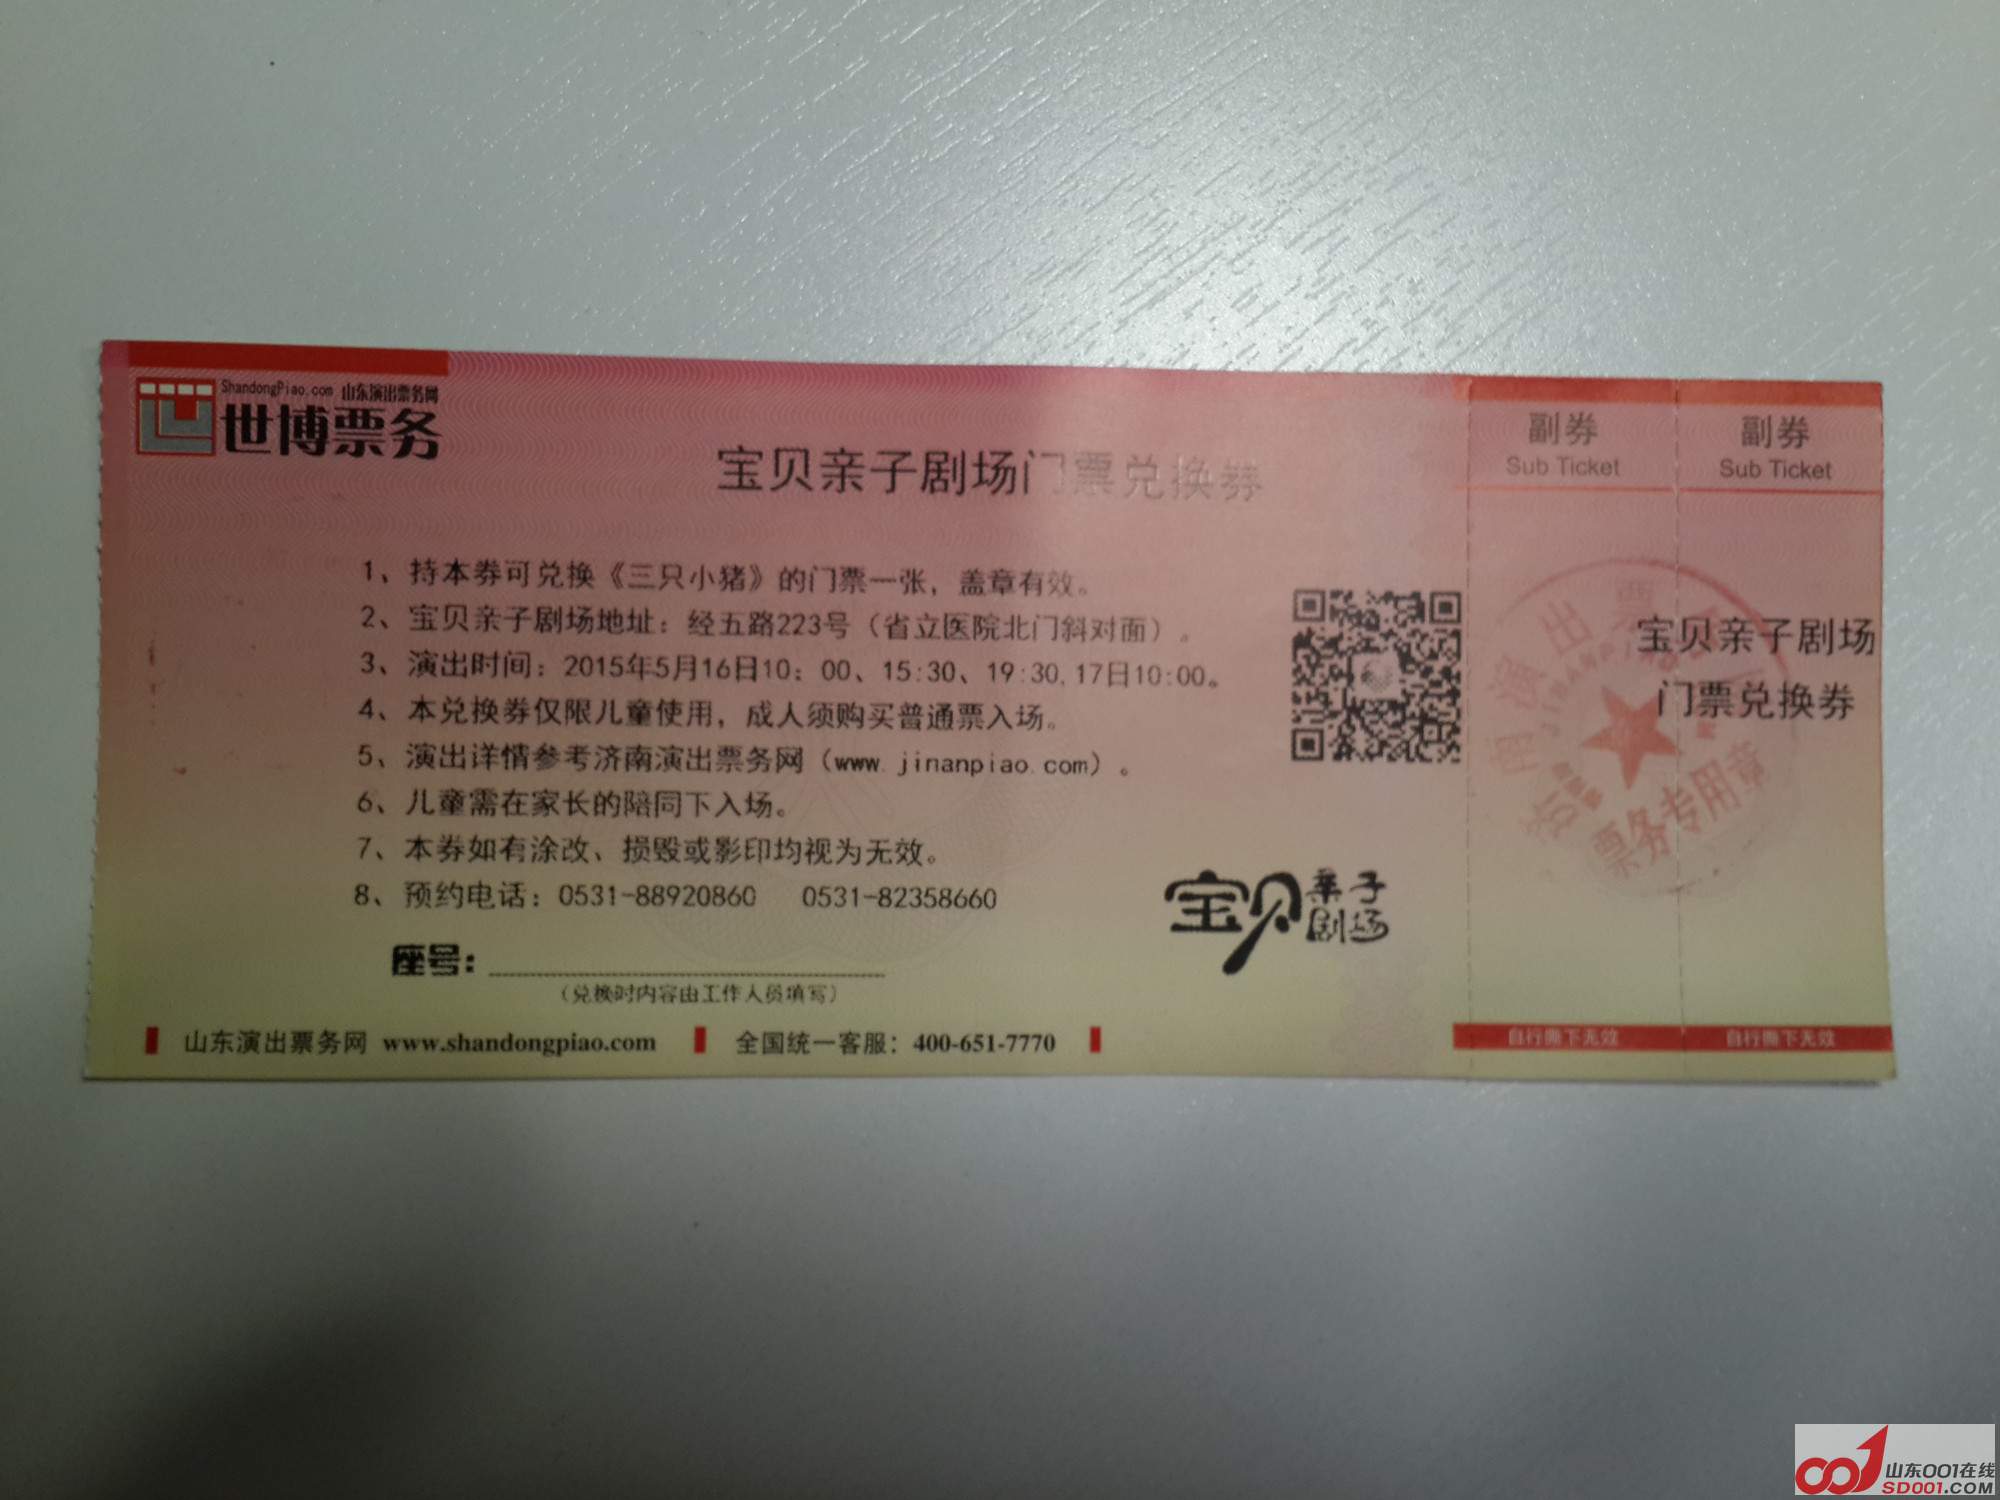 ShandongPiao.com 山东演出票务网
世博票务
宝贝亲子剧场门票兑换券
1、持本券可兑换《三只小猪》的门票一张，盖章有效。
2、宝贝亲子剧场地址：经五路223号（省立医院北门斜对面）。
3、演出时间：2015年5月16日10：00、15:30、19:30,17日10:00。
4、本兑换券仅限儿童使用，成人须购买普通票入场。
5、演出详情参考济南演出票务网（www.jinanpiao.com）。
6、儿童需在家长的陪同下入场。
7、本券如有涂改、损毁或影印均视为无效。
8、预约电话：0531-88920860 0531-82358660
座号：
（兑换时内容由工作人员填写）
宝贝亲子剧场
山东演出票务网 www.shandongpiao.com 全国统一客服：400-651-7770
副券
Sub Ticket
自行撕下无效
副券
Sub Ticket
宝贝亲子剧场
门票兑换券
自行撕下无效
南演出票
票务专用章
山东001在线
SD001.COM